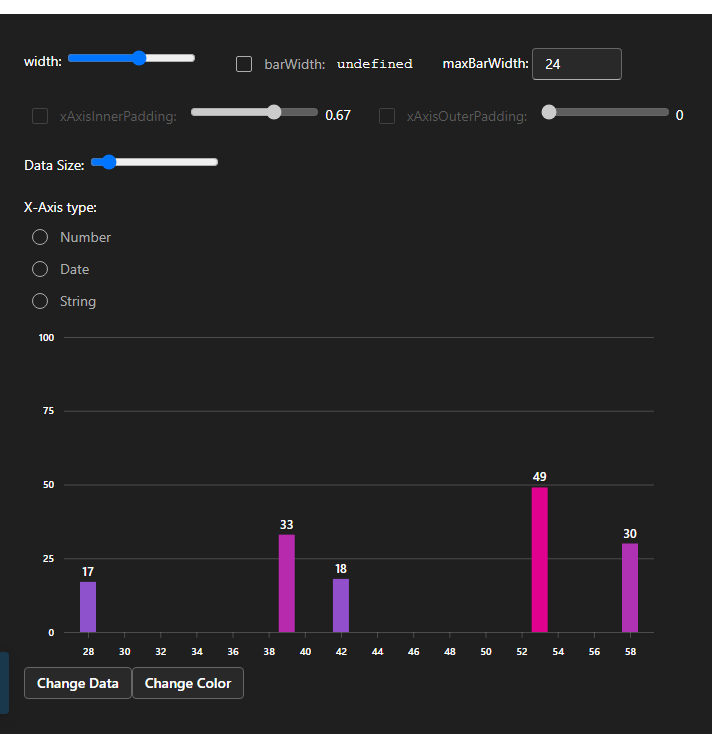 width: barWidth: undefined maxBarWidth: 24
xAxisInnerPadding: 0.67 xAxisOuterPadding: 0
Data Size:
X-Axis type:
Number
Date
String
100
75
50
25
0
49
33
30
18
17
28 30 32 34 36 38 40 42 44 46 48 50 52 54 56 58
Change Data Change Color